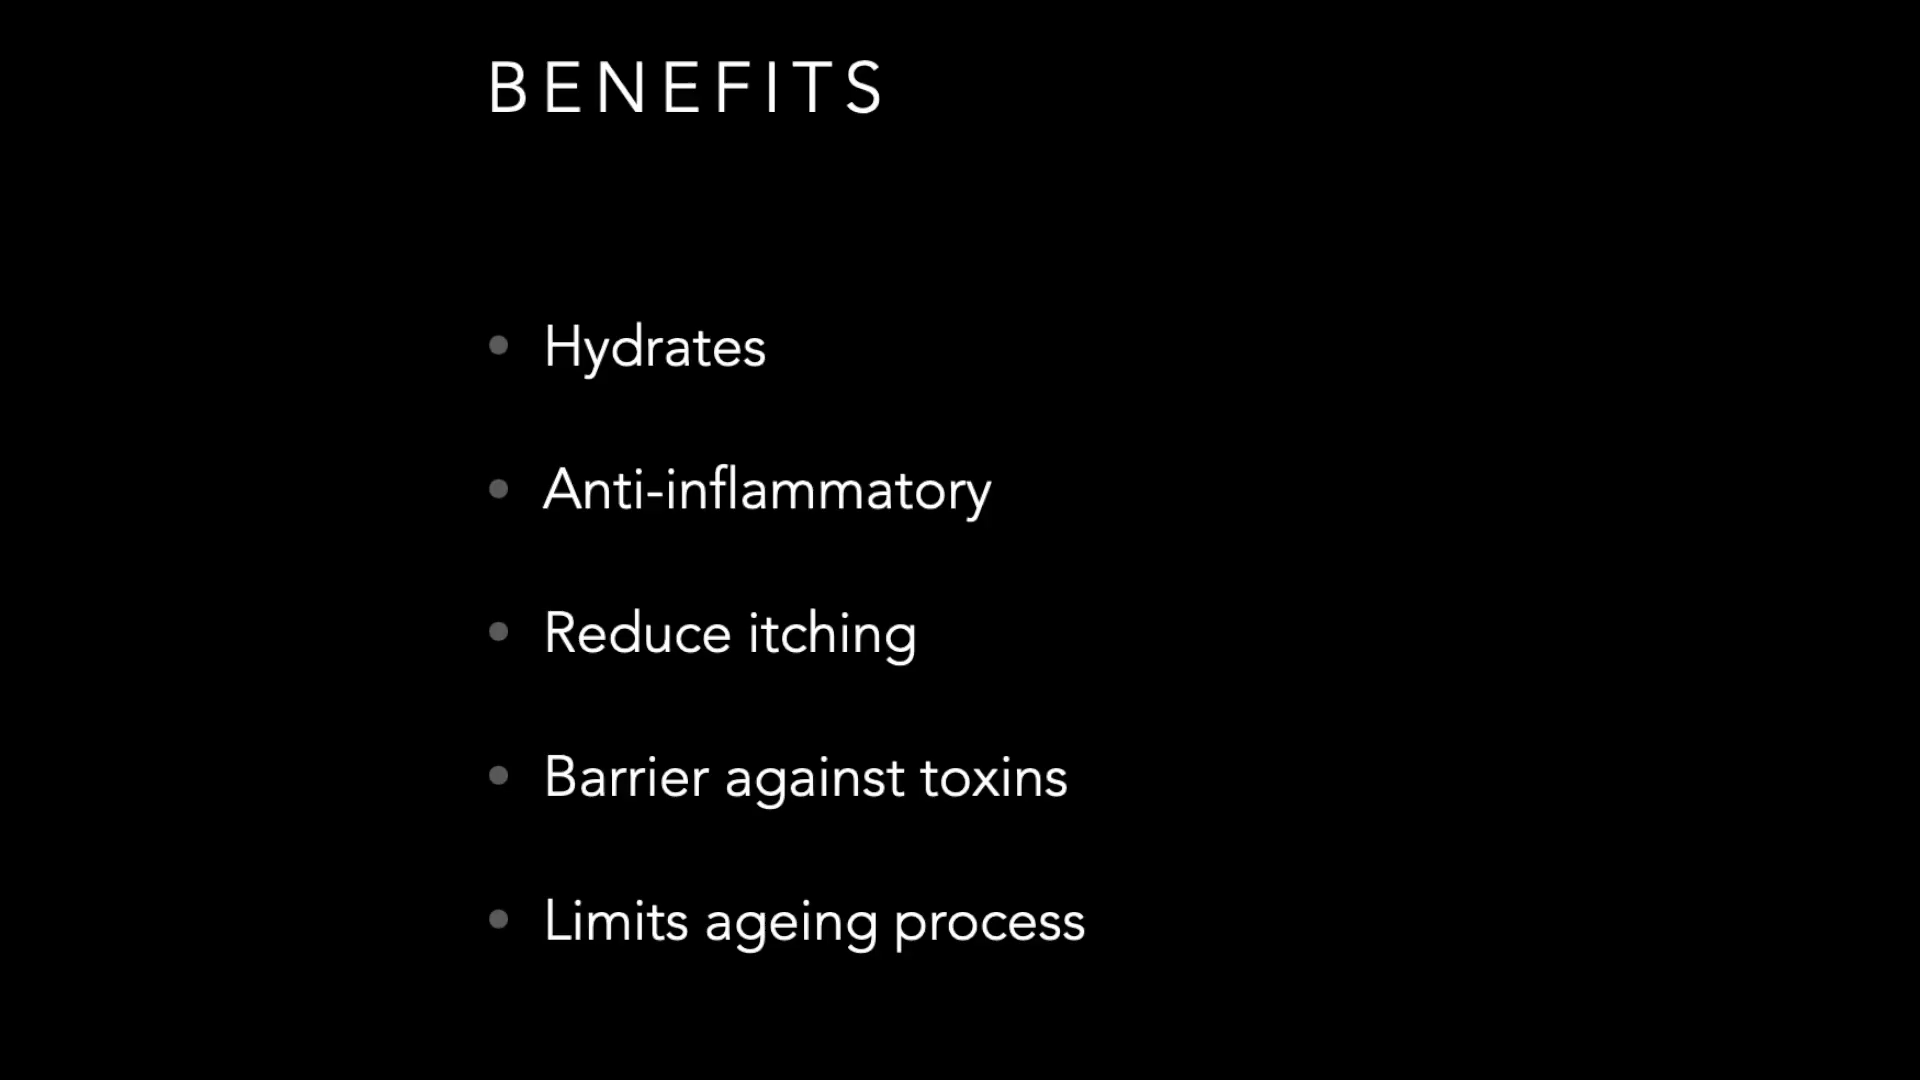 BENEFITS
• Hydrates
• Anti-inflammatory
• Reduce itching
• Barrier against toxins
• Limits ageing process